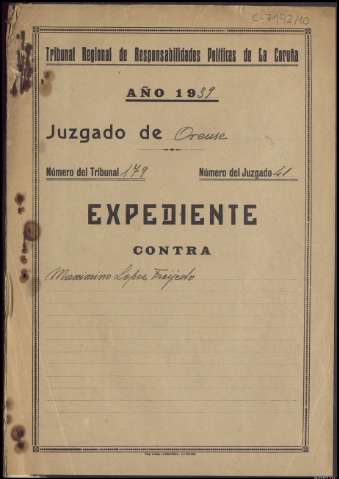 C-7192/10
Tribunal Regional de Responsabilidades Políticas de La Coruña
AÑO 1939
Juzgado de Orense
Número del Tribunal 179 Número del Juzgado 41
EXPEDIENTE
CONTRA
Maximino López Freijedo